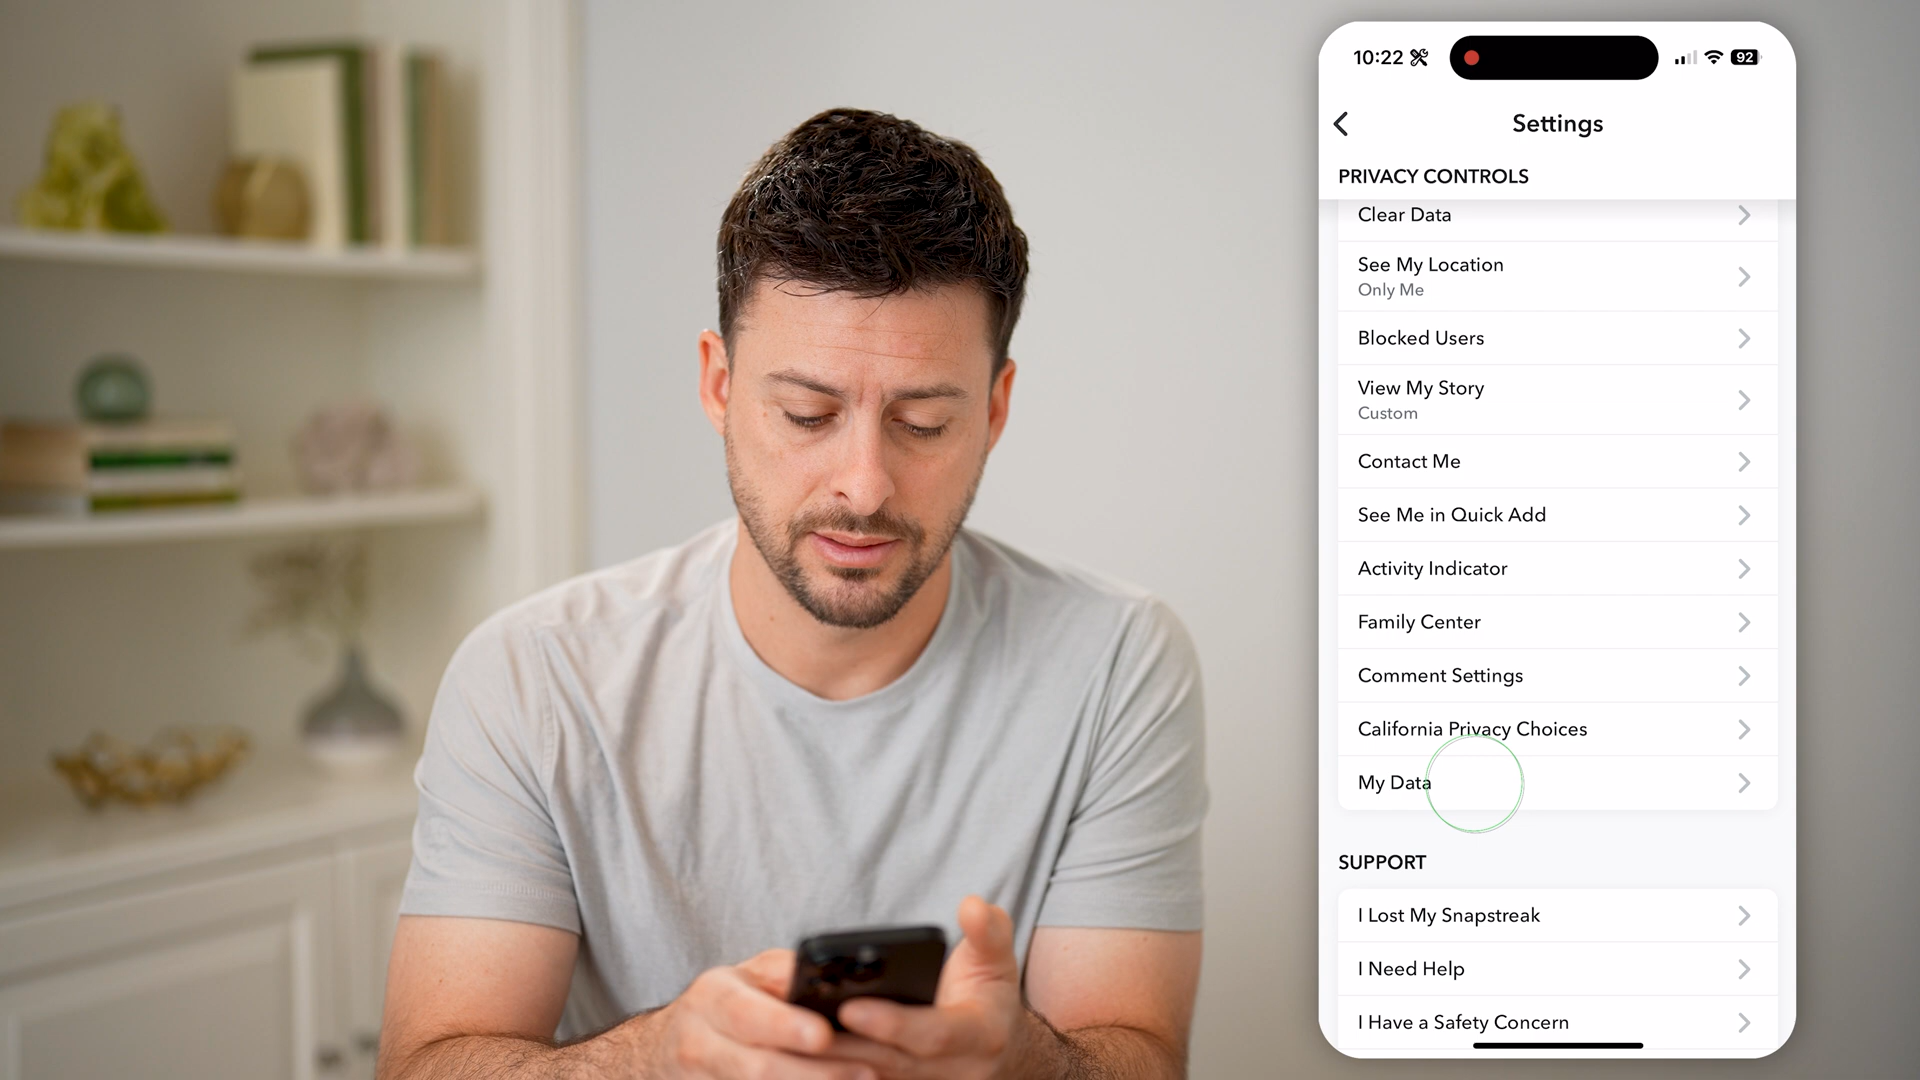 10:22
92
Settings
PRIVACY CONTROLS
Clear Data
See My Location
Only Me
Blocked Users
View My Story
Custom
Contact Me
See Me in Quick Add
Activity Indicator
Family Center
Comment Settings
California Privacy Choices
My Data
SUPPORT
I Lost My Snapstreak
I Need Help
I Have a Safety Concern